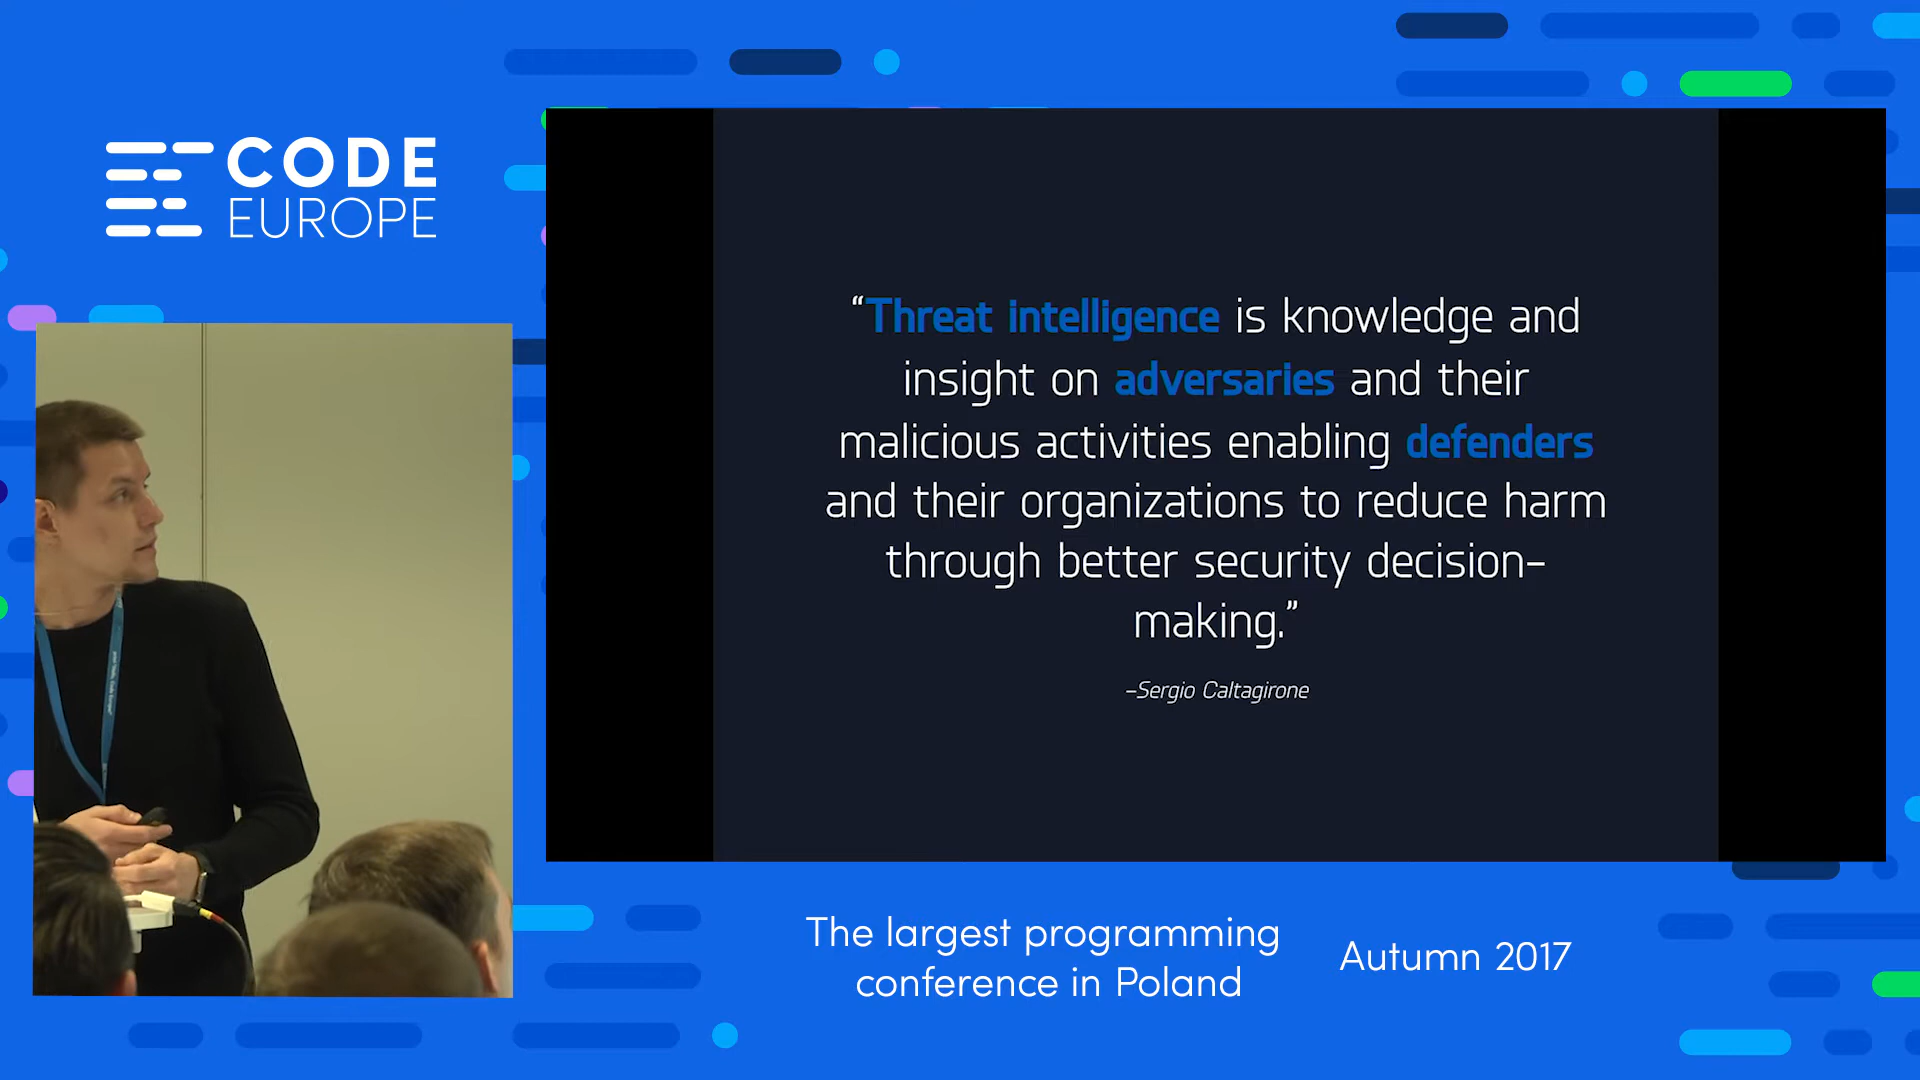 CODE
EUROPE
“Threat intelligence is knowledge and
insight on adversaries and their
malicious activities enabling defenders
and their organizations to reduce harm
through better security decision-
making.”
–Sergio Caltagirone
The largest programming
conference in Poland
Autumn 2017